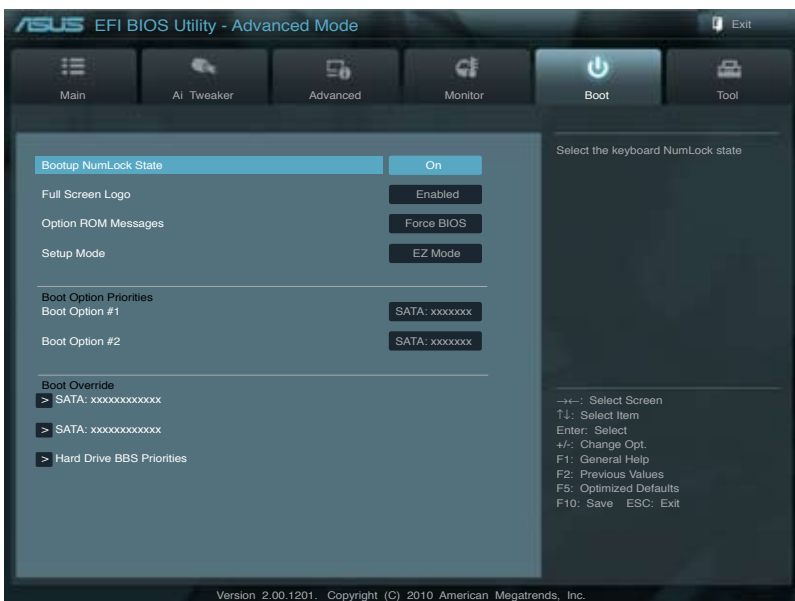 ASUS EFI BIOS Utility - Advanced Mode
Exit
Main Ai Tweaker Advanced Monitor Boot Tool
Select the keyboard NumLock state
Bootup NumLock State On
Full Screen Logo Enabled
Option ROM Messages Force BIOS
Setup Mode EZ Mode
Boot Option Priorities
Boot Option #1 SATA: xxxxxxx
Boot Option #2 SATA: xxxxxxx
Boot Override
> SATA: xxxxxxxxxxxx
> SATA: xxxxxxxxxxxx
> Hard Drive BBS Priorities
→←: Select Screen
↑↓: Select Item
Enter: Select
+/-: Change Opt.
F1: General Help
F2: Previous Values
F5: Optimized Defaults
F10: Save ESC: Exit
Version 2.00.1201. Copyright (C) 2010 American Megatrends, Inc.